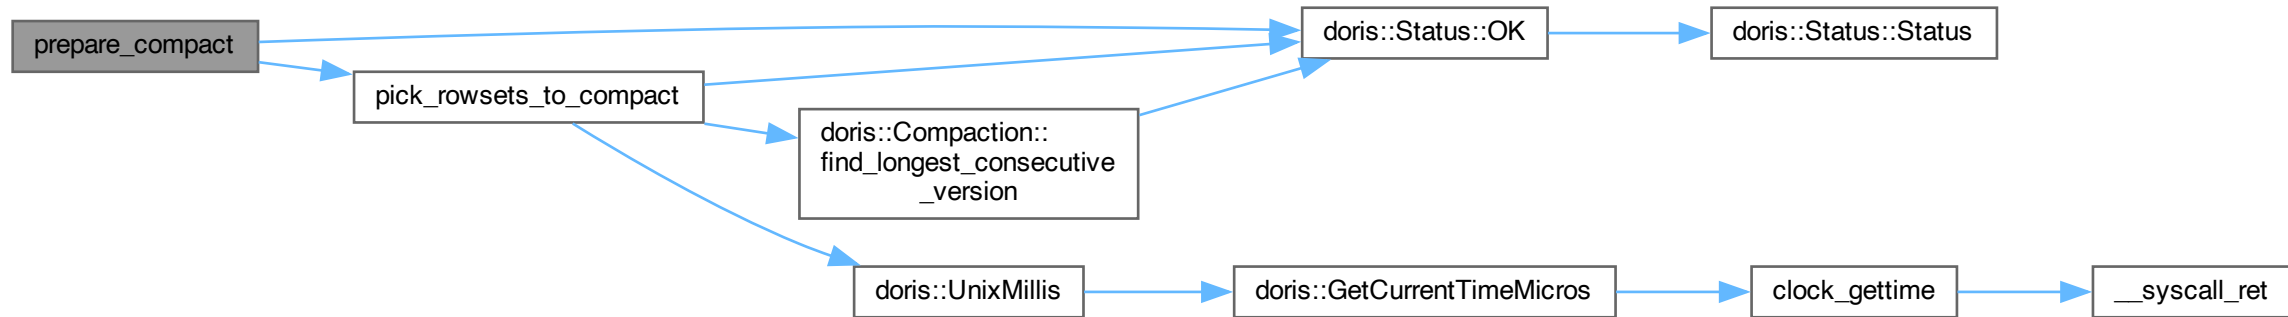 prepare_compact
pick_rowsets_to_compact
doris::Status::OK
doris::Status::Status
doris::Compaction::
find_longest_consecutive
_version
doris::UnixMillis
doris::GetCurrentTimeMicros
clock_gettime
__syscall_ret